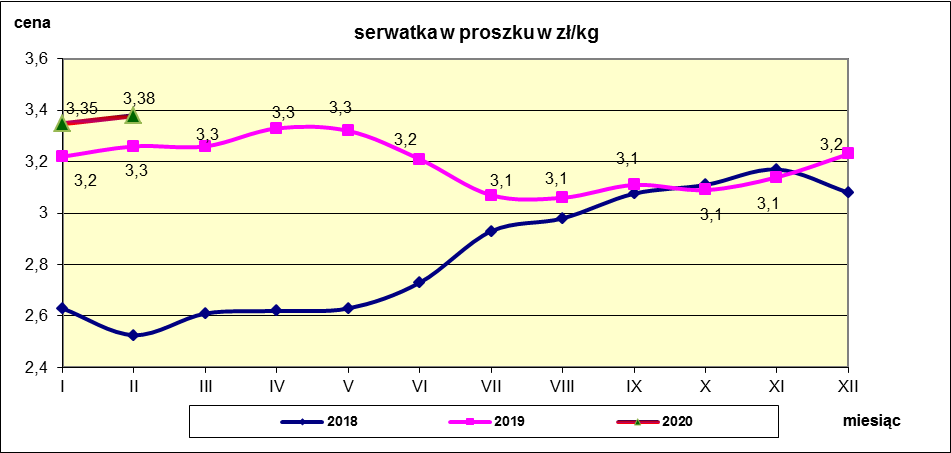 cena
serwatka w proszku w zł/kg
3,6
3,4
3,2
3
2,8
2,6
2,4
3,35 3,38
3,2 3,3 3,3 3,3 3,3 3,2 3,1 3,1 3,1 3,1 3,1 3,2
I II III IV V VI VII VIII IX X XI XII
2018 2019 2020
miesiąc